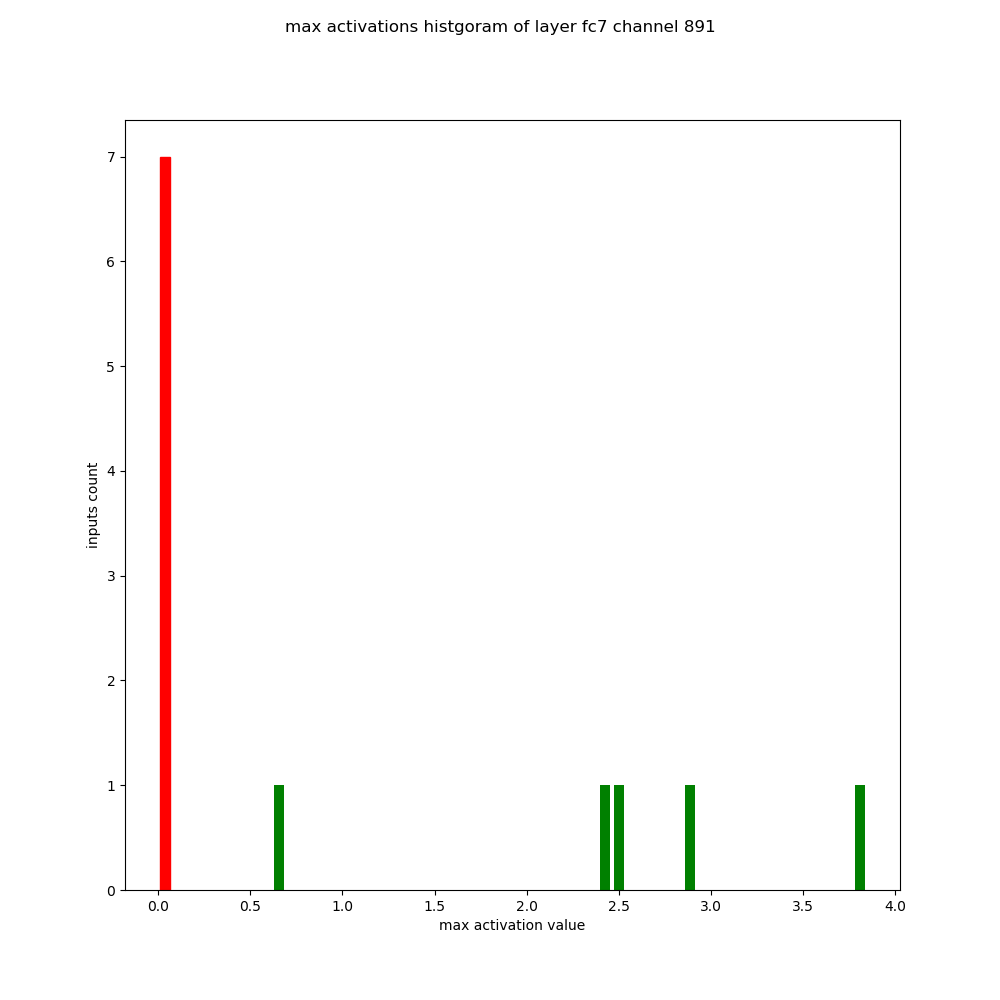 max activations histgoram of layer fc7 channel 891
7
6
5
4
3
2
1
0
inputs count
0.0 0.5 1.0 1.5 2.0 2.5 3.0 3.5 4.0
max activation value